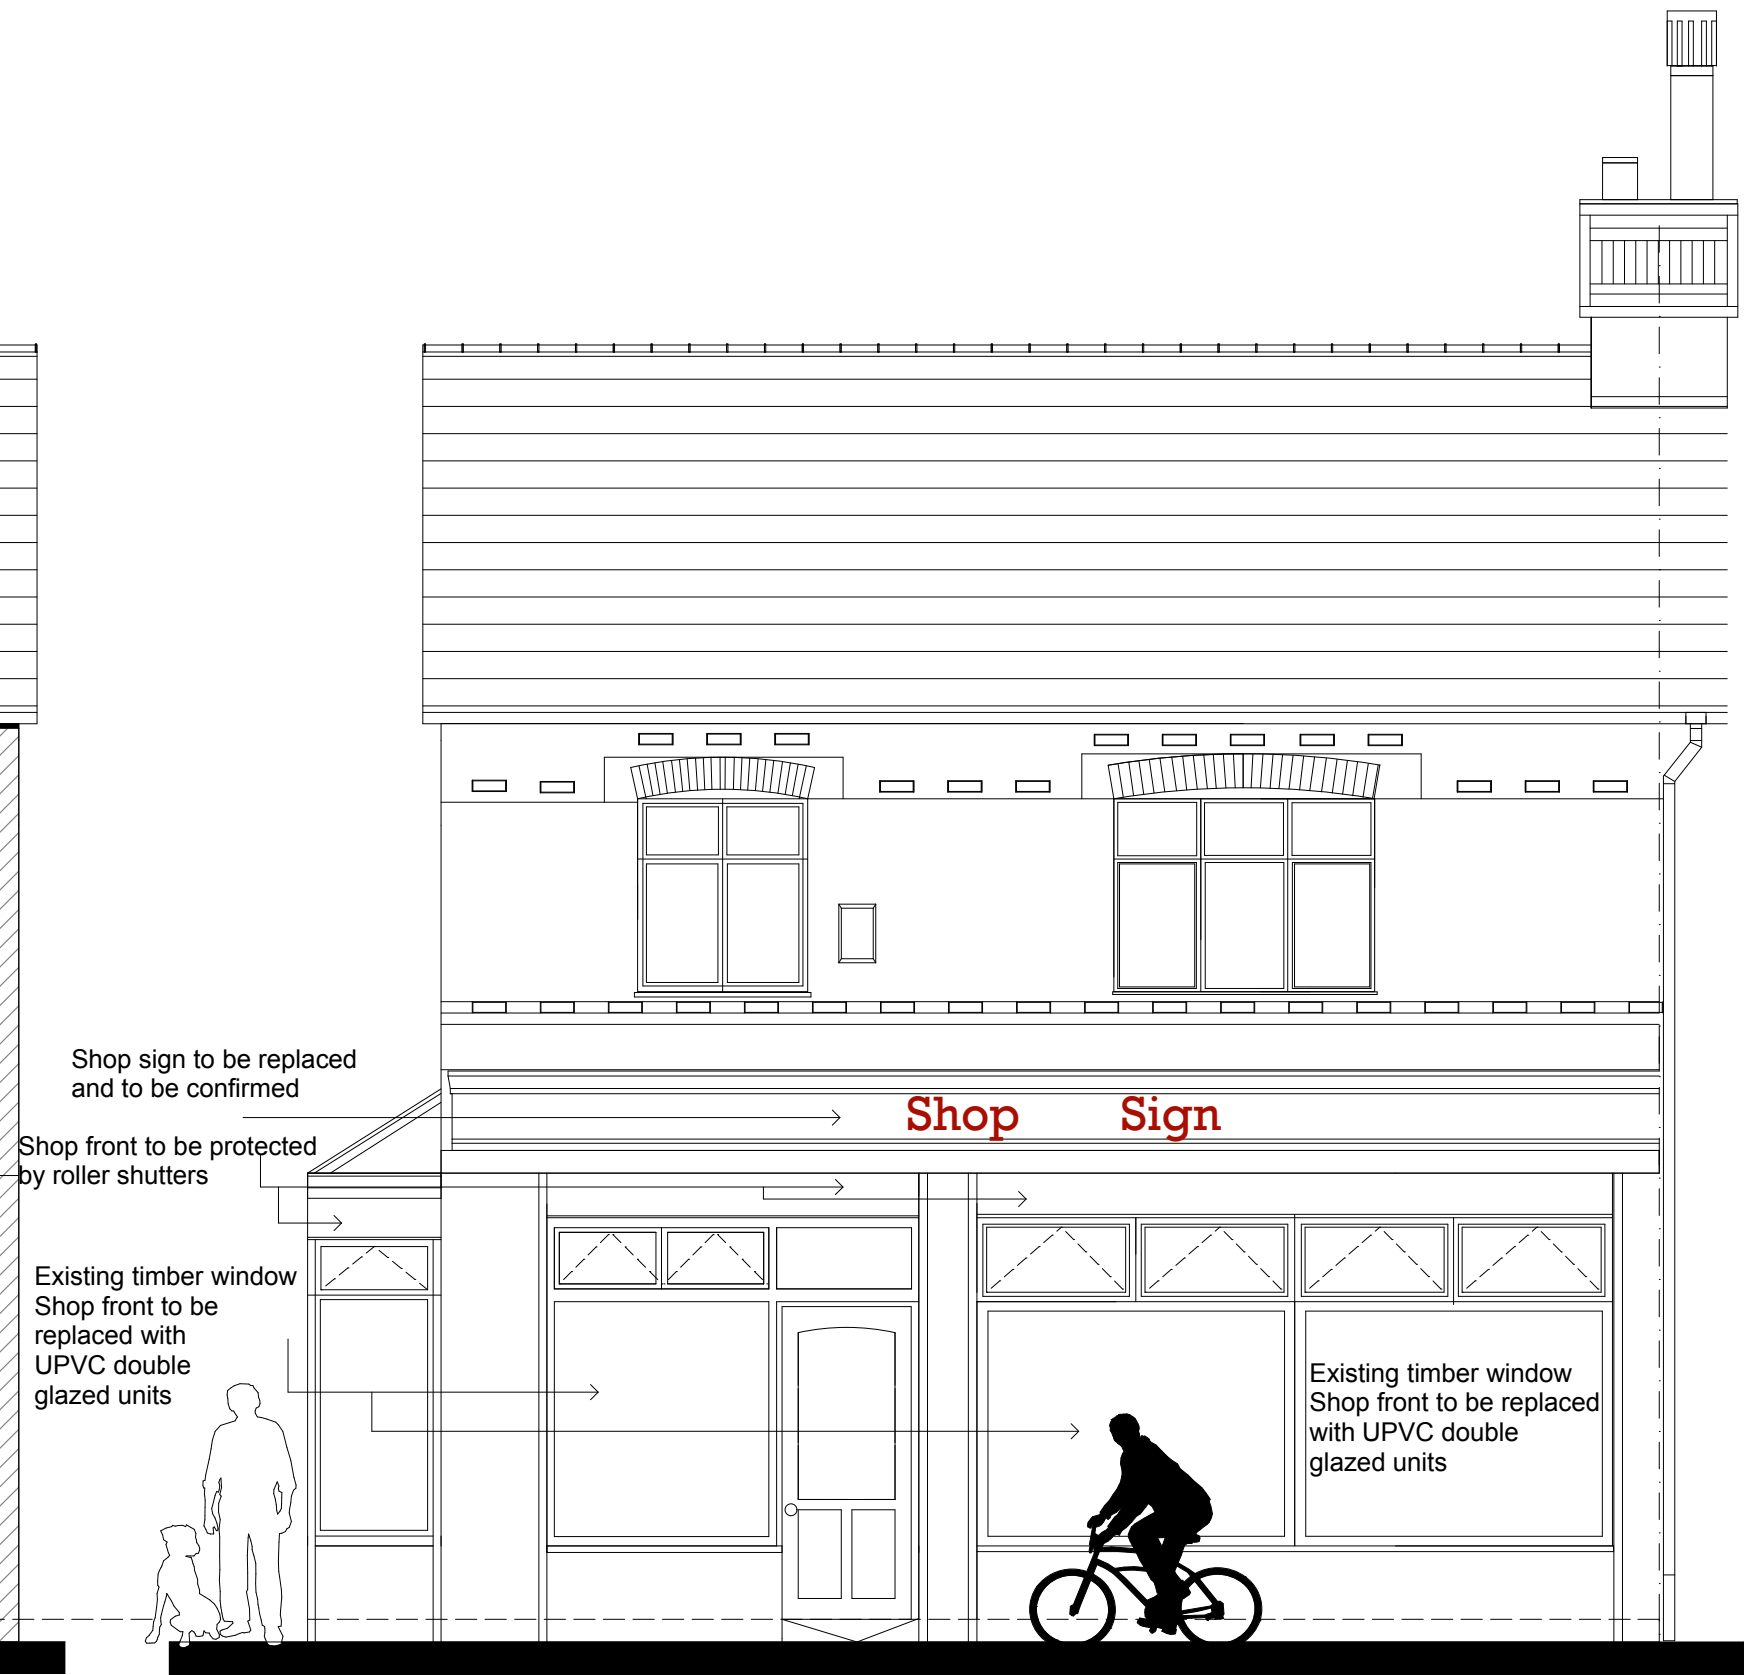 Shop sign to be replaced
and to be confirmed
Shop Sign
Shop front to be protected
by roller shutters
Existing timber window
Shop front to be
replaced with
UPVC double
glazed units
Existing timber window
Shop front to be replaced
with UPVC double
glazed units